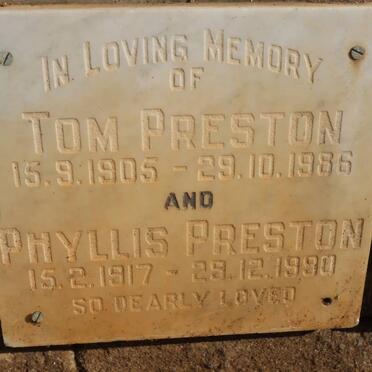 IN LOVING MEMORY
OF
TOM PRESTON
15.9.1905 - 29.10.1986
AND
PHYLLIS PRESTON
15.2.1917 - 23.12.1990
SO DEARLY LOVED